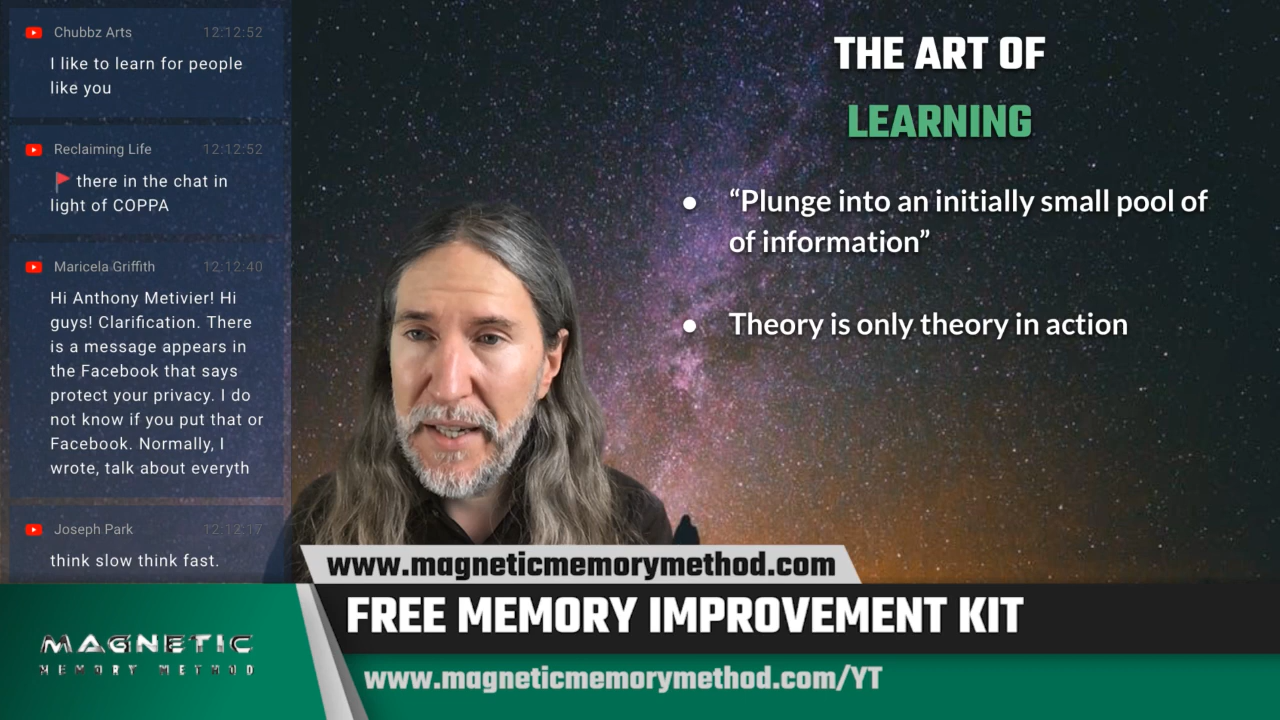 Chubbz Arts 12:12:52
I like to learn for people
like you
Reclaiming Life 12:12:52
🚩 there in the chat in
light of COPPA
Maricela Griffith 12:12:40
Hi Anthony Metivier! Hi
guys! Clarification. There
is a message appears in
the Facebook that says
protect your privacy. I do
not know if you put that or
Facebook. Normally, I
wrote, talk about everyth
Joseph Park 12:12:17
think slow think fast.
THE ART OF
LEARNING
● “Plunge into an initially small pool of
of information”
● Theory is only theory in action
www.magneticmemorymethod.com
FREE MEMORY IMPROVEMENT KIT
www.magneticmemorymethod.com/YT
MAGNETIC
MEMORY METHOD